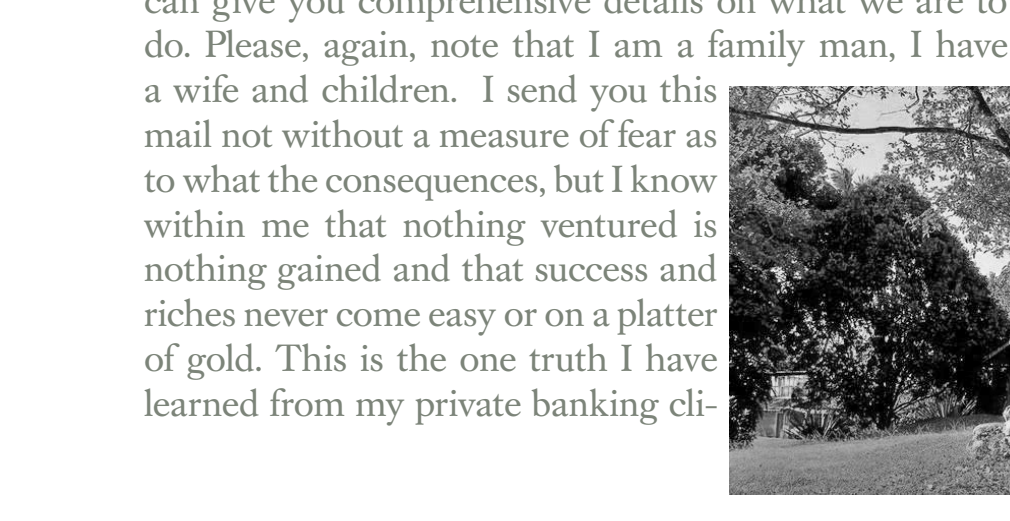 can give you comprehensive details on what we are to
do. Please, again, note that I am a family man, I have
a wife and children.  I send you this
mail not without a measure of fear as
to what the consequences, but I know
within me that nothing ventured is
nothing gained and that success and
riches never come easy or on a platter
of gold. This is the one truth I have
learned from my private banking cli-